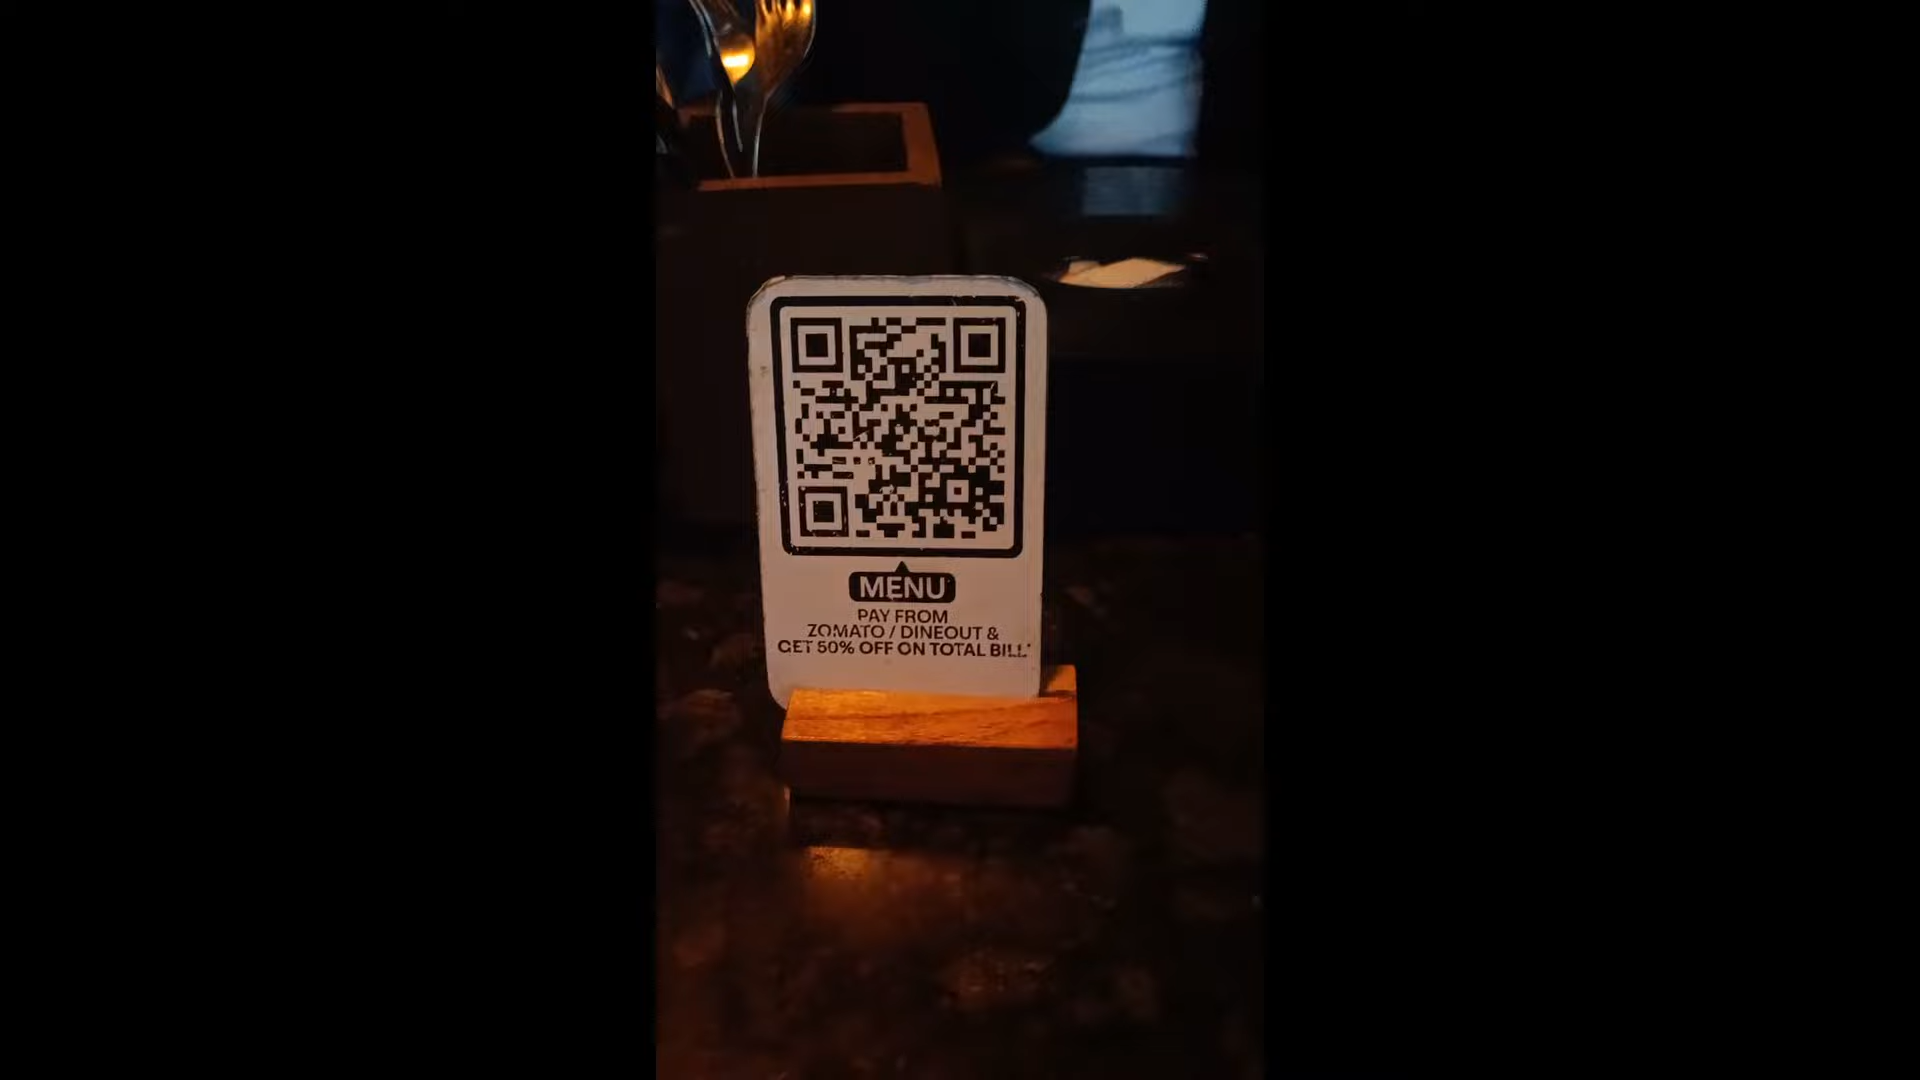 MENU
PAY FROM
ZOMATO / DINEOUT &
GET 50% OFF ON TOTAL BILL*